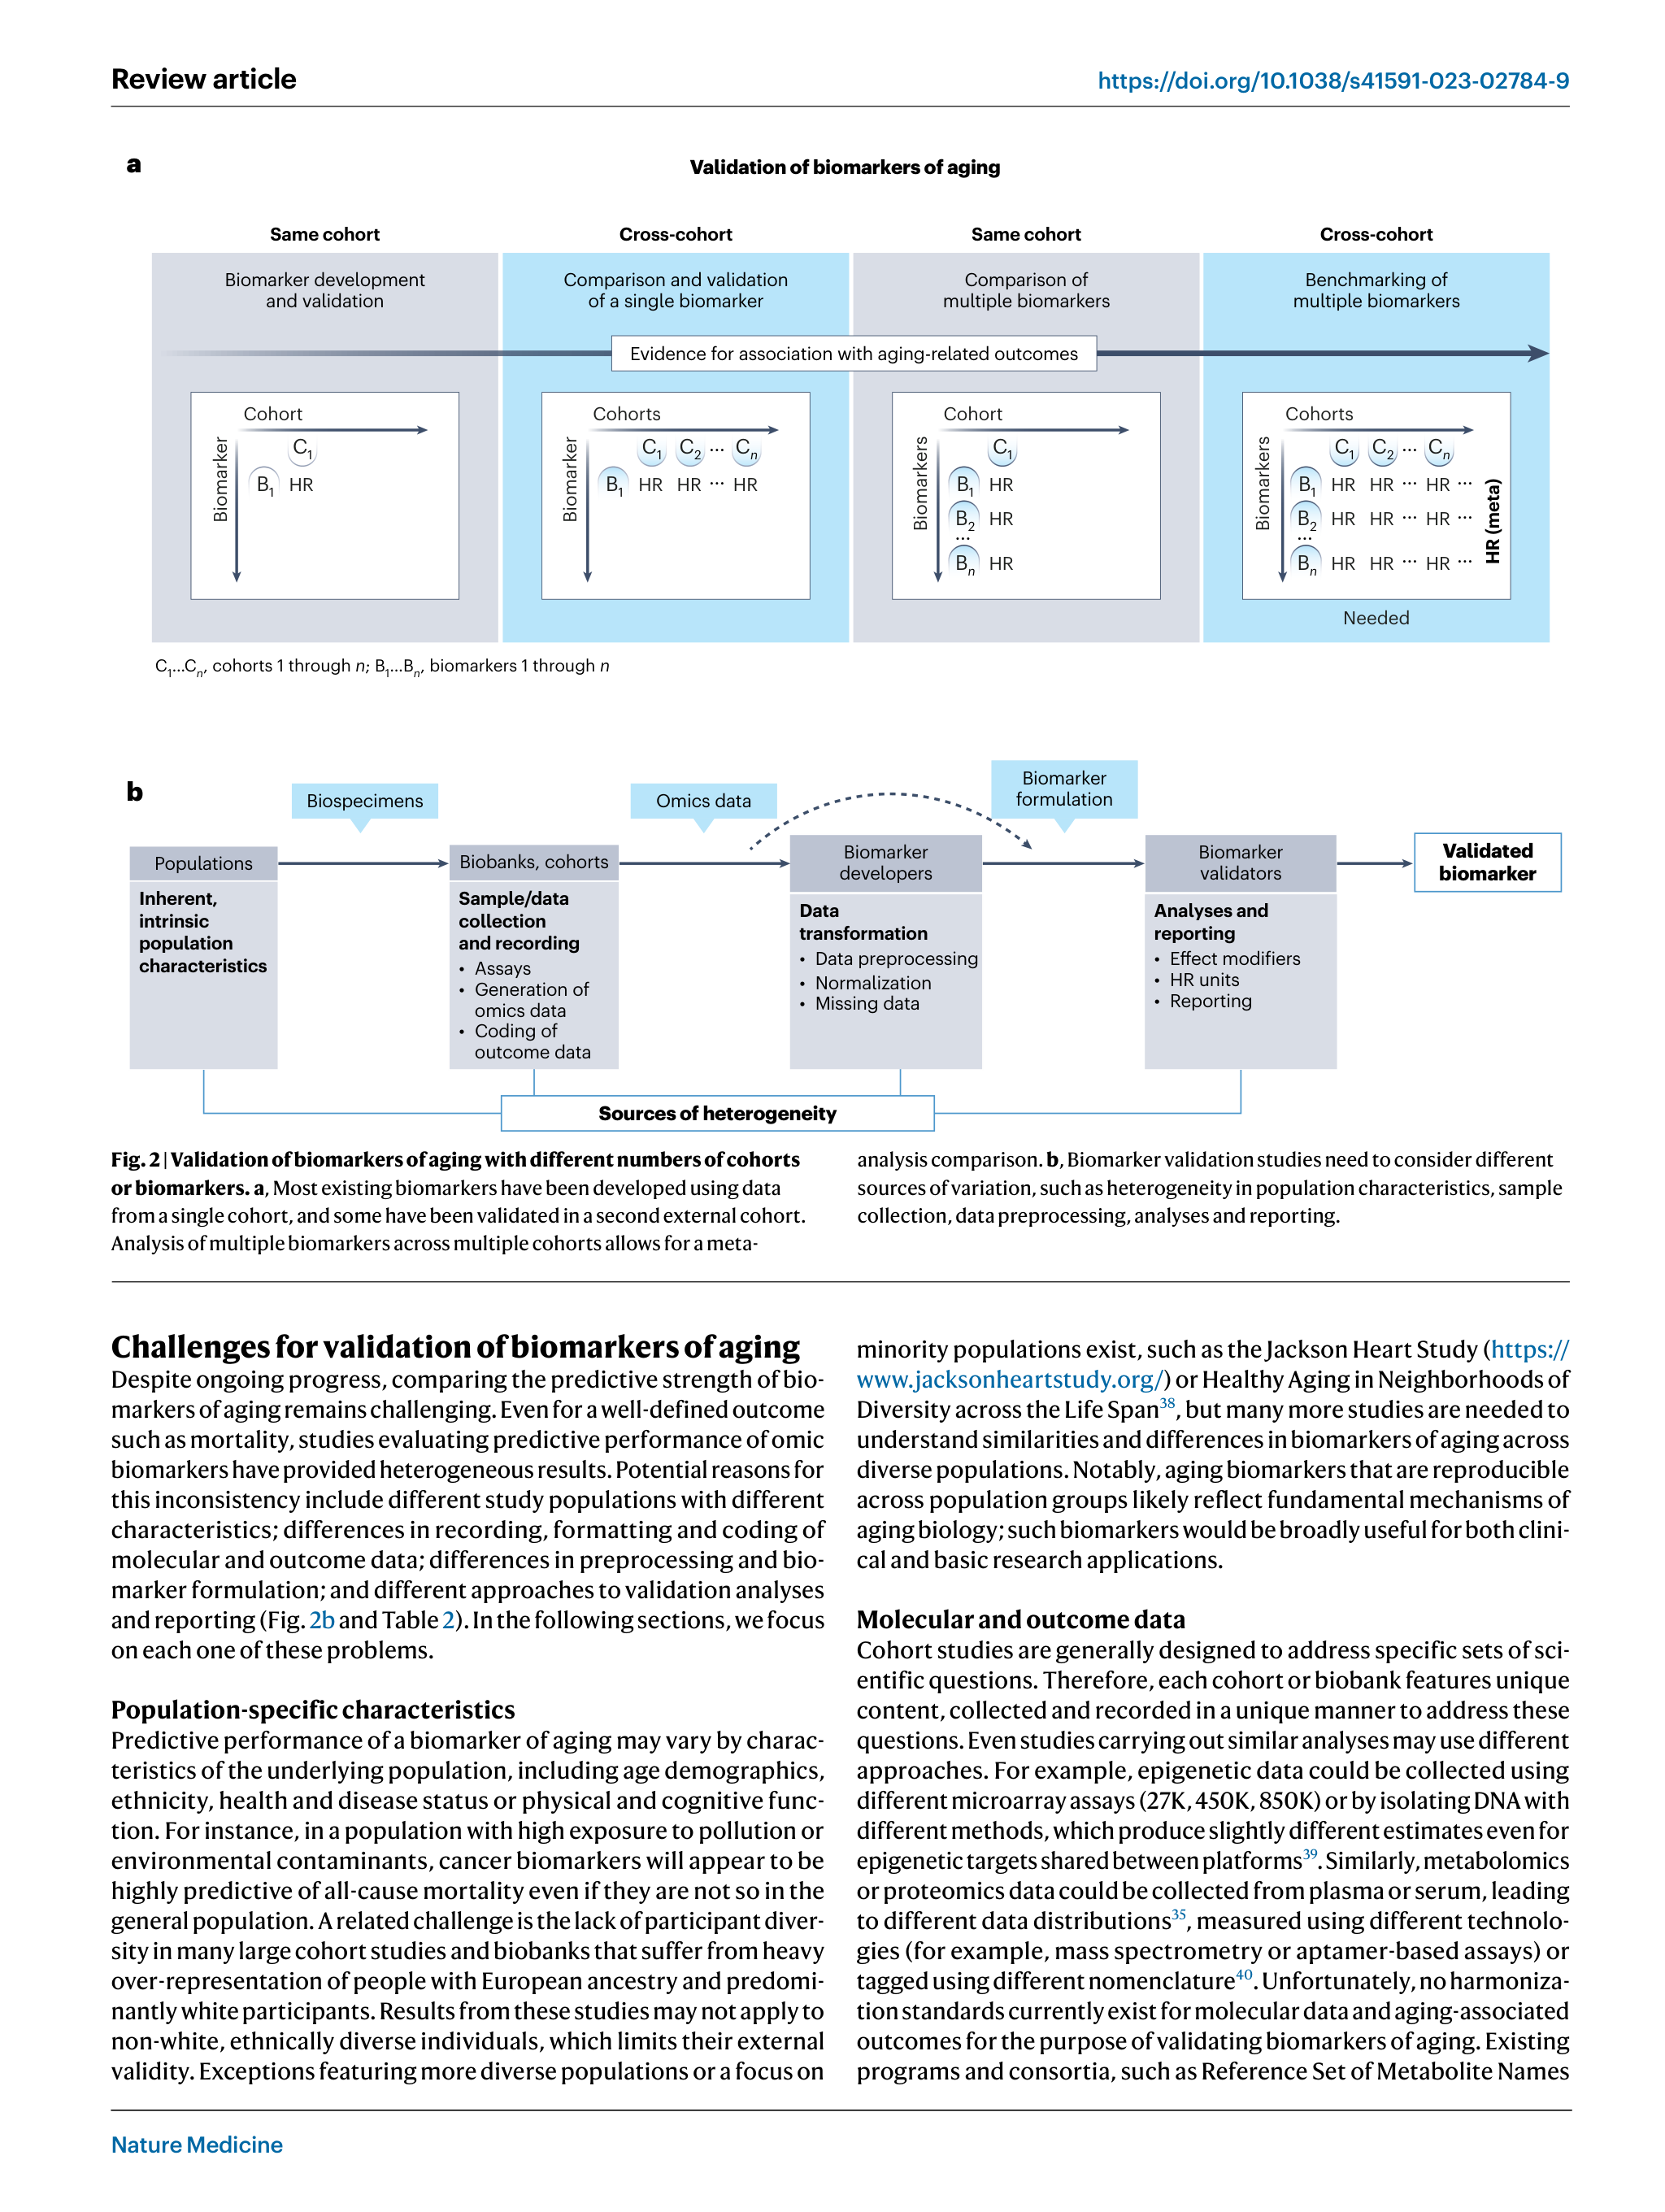 Review article
https://doi.org/10.1038/s41591-023-02784-9
a
Validation of biomarkers of aging
Same cohort
Cross-cohort
Same cohort
Cross-cohort
Biomarker development
and validation
Comparison and validation
of a single biomarker
Comparison of
multiple biomarkers
Benchmarking of
multiple biomarkers
Evidence for association with aging-related outcomes
Cohort
Biomarker
C1
B1 HR
Cohorts
Biomarker
C1 C2 ... Cn
B1 HR HR ... HR
Cohort
Biomarkers
C1
B1 HR
B2 HR
...
Bn HR
Cohorts
Biomarkers
C1 C2 ... Cn
B1 HR HR ... HR ...
B2 HR HR ... HR ...
...
Bn HR HR ... HR ...
HR (meta)
Needed
C1...Cn, cohorts 1 through n; B1...Bn, biomarkers 1 through n
b
Biospecimens
Omics data
Biomarker
formulation
Populations
Inherent,
intrinsic
population
characteristics
Biobanks, cohorts
Sample/data
collection
and recording
• Assays
• Generation of
omics data
• Coding of
outcome data
Biomarker
developers
Data
transformation
• Data preprocessing
• Normalization
• Missing data
Biomarker
validators
Analyses and
reporting
• Effect modifiers
• HR units
• Reporting
Validated
biomarker
Sources of heterogeneity
Fig. 2 | Validation of biomarkers of aging with different numbers of cohorts
or biomarkers. a, Most existing biomarkers have been developed using data
from a single cohort, and some have been validated in a second external cohort.
Analysis of multiple biomarkers across multiple cohorts allows for a meta-
analysis comparison. b, Biomarker validation studies need to consider different
sources of variation, such as heterogeneity in population characteristics, sample
collection, data preprocessing, analyses and reporting.
Challenges for validation of biomarkers of aging
Despite ongoing progress, comparing the predictive strength of bio-
markers of aging remains challenging. Even for a well-defined outcome
such as mortality, studies evaluating predictive performance of omic
biomarkers have provided heterogeneous results. Potential reasons for
this inconsistency include different study populations with different
characteristics; differences in recording, formatting and coding of
molecular and outcome data; differences in preprocessing and bio-
marker formulation; and different approaches to validation analyses
and reporting (Fig. 2b and Table 2). In the following sections, we focus
on each one of these problems.
Population-specific characteristics
Predictive performance of a biomarker of aging may vary by charac-
teristics of the underlying population, including age demographics,
ethnicity, health and disease status or physical and cognitive func-
tion. For instance, in a population with high exposure to pollution or
environmental contaminants, cancer biomarkers will appear to be
highly predictive of all-cause mortality even if they are not so in the
general population. A related challenge is the lack of participant diver-
sity in many large cohort studies and biobanks that suffer from heavy
over-representation of people with European ancestry and predomi-
nantly white participants. Results from these studies may not apply to
non-white, ethnically diverse individuals, which limits their external
validity. Exceptions featuring more diverse populations or a focus on
minority populations exist, such as the Jackson Heart Study (https://
www.jacksonheartstudy.org/) or Healthy Aging in Neighborhoods of
Diversity across the Life Span38, but many more studies are needed to
understand similarities and differences in biomarkers of aging across
diverse populations. Notably, aging biomarkers that are reproducible
across population groups likely reflect fundamental mechanisms of
aging biology; such biomarkers would be broadly useful for both clini-
cal and basic research applications.
Molecular and outcome data
Cohort studies are generally designed to address specific sets of sci-
entific questions. Therefore, each cohort or biobank features unique
content, collected and recorded in a unique manner to address these
questions. Even studies carrying out similar analyses may use different
approaches. For example, epigenetic data could be collected using
different microarray assays (27K, 450K, 850K) or by isolating DNA with
different methods, which produce slightly different estimates even for
epigenetic targets shared between platforms39. Similarly, metabolomics
or proteomics data could be collected from plasma or serum, leading
to different data distributions35, measured using different technolo-
gies (for example, mass spectrometry or aptamer-based assays) or
tagged using different nomenclature40. Unfortunately, no harmoniza-
tion standards currently exist for molecular data and aging-associated
outcomes for the purpose of validating biomarkers of aging. Existing
programs and consortia, such as Reference Set of Metabolite Names
Nature Medicine